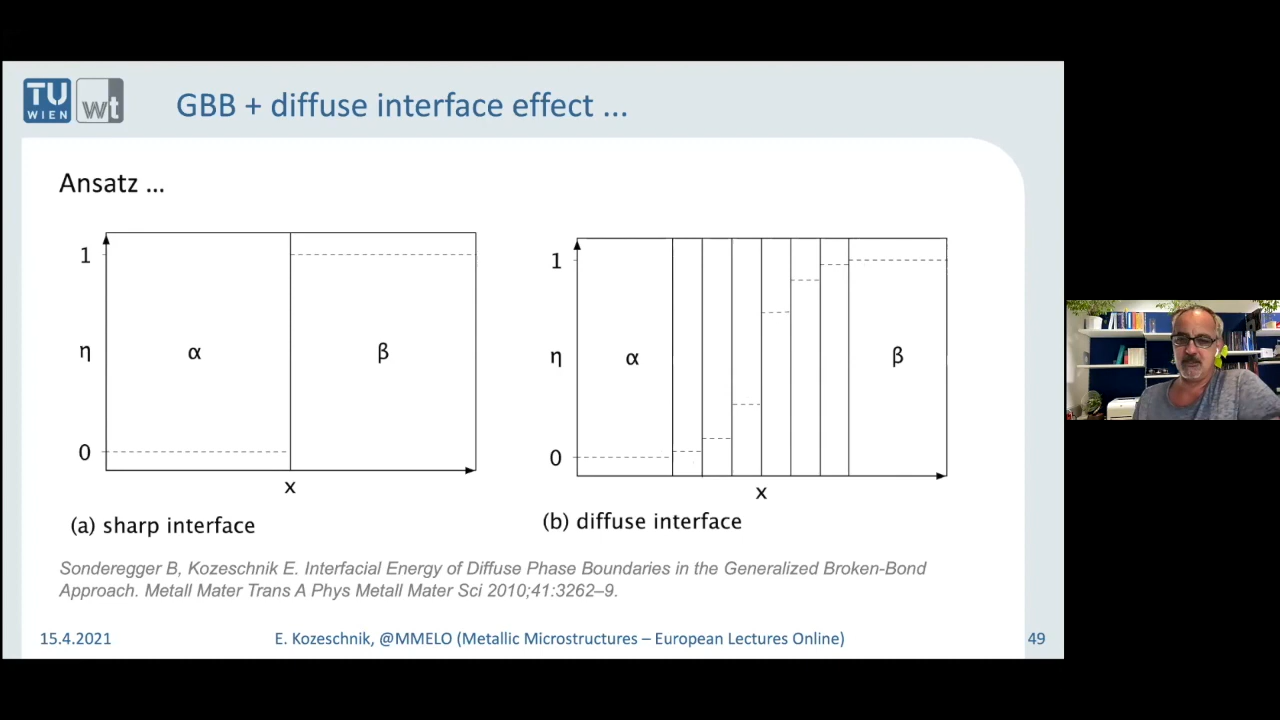 TU
WIEN
wt
GBB + diffuse interface effect ...
Ansatz ...
1
η
α
β
0
x
(a) sharp interface
1
η
α
β
0
x
(b) diffuse interface
Sonderegger B, Kozeschnik E. Interfacial Energy of Diffuse Phase Boundaries in the Generalized Broken-Bond
Approach. Metall Mater Trans A Phys Metall Mater Sci 2010;41:3262–9.
15.4.2021
E. Kozeschnik, @MMELO (Metallic Microstructures – European Lectures Online)
49